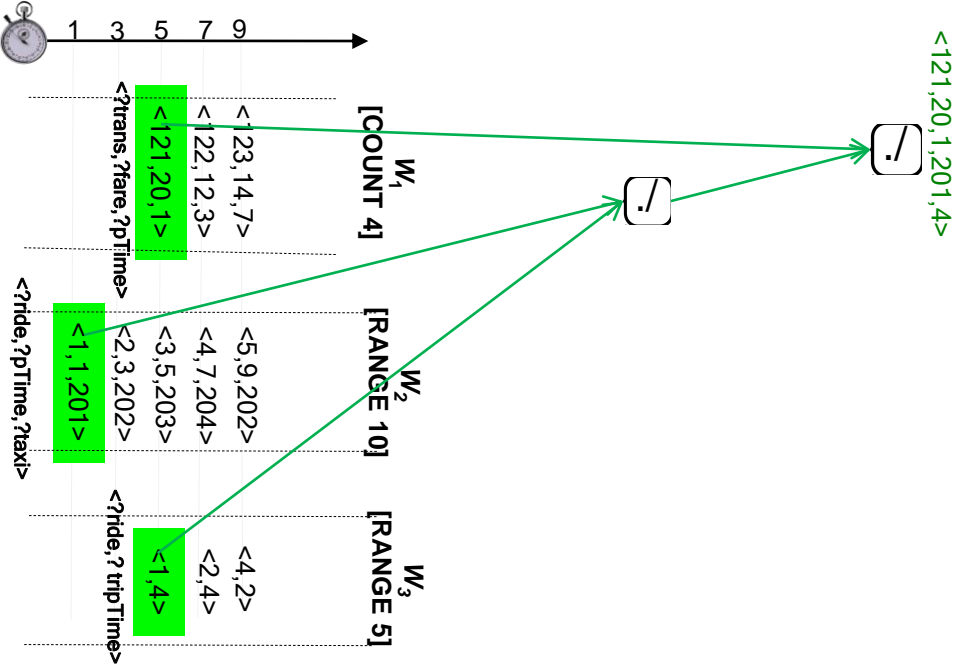 1 3 5 7 9
<?trans,?fare,?pTime>
<121,20,1>
<122,12,3>
<123,14,7>
W1
[COUNT 4]
<?ride,?pTime,?taxi>
<1,1,201>
<2,3,202>
<3,5,203>
<4,7,204>
<5,9,202>
W2
[RANGE 10]
<?ride,? tripTime>
<1,4>
<2,4>
<4,2>
W3
[RANGE 5]
./
./
<121,20,1,201,4>